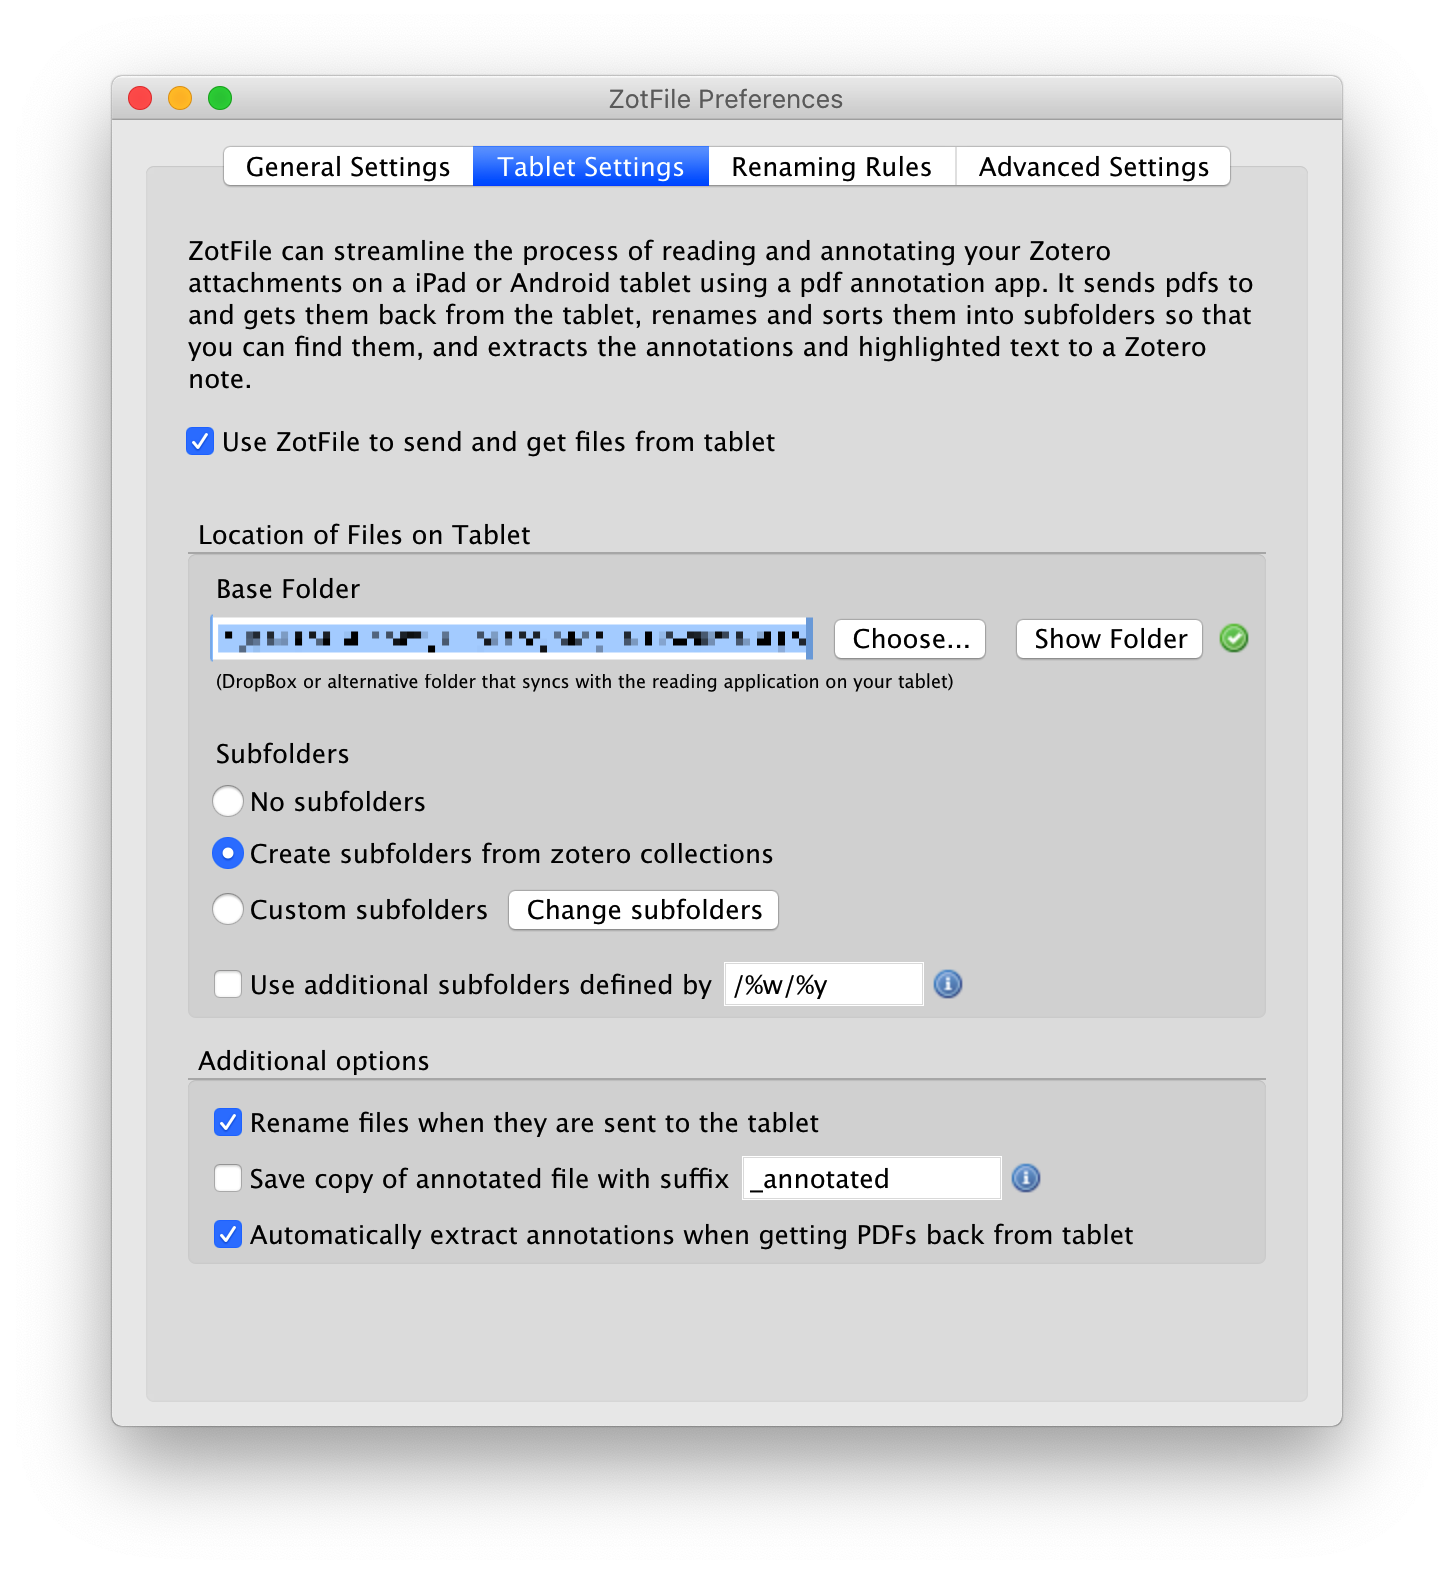 ZotFile Preferences
General Settings Tablet Settings Renaming Rules Advanced Settings
ZotFile can streamline the process of reading and annotating your Zotero
attachments on a iPad or Android tablet using a pdf annotation app. It sends pdfs to
and gets them back from the tablet, renames and sorts them into subfolders so that
you can find them, and extracts the annotations and highlighted text to a Zotero
note.
Use ZotFile to send and get files from tablet
Location of Files on Tablet
Base Folder
Choose... Show Folder
(DropBox or alternative folder that syncs with the reading application on your tablet)
Subfolders
No subfolders
Create subfolders from zotero collections
Custom subfolders Change subfolders
Use additional subfolders defined by /%w/%y
Additional options
Rename files when they are sent to the tablet
Save copy of annotated file with suffix _annotated
Automatically extract annotations when getting PDFs back from tablet